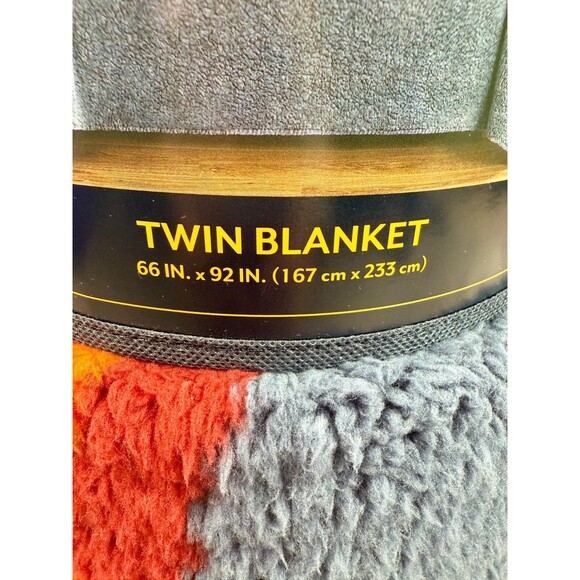 TWIN BLANKET
66 IN. x 92 IN. (167 cm x 233 cm)